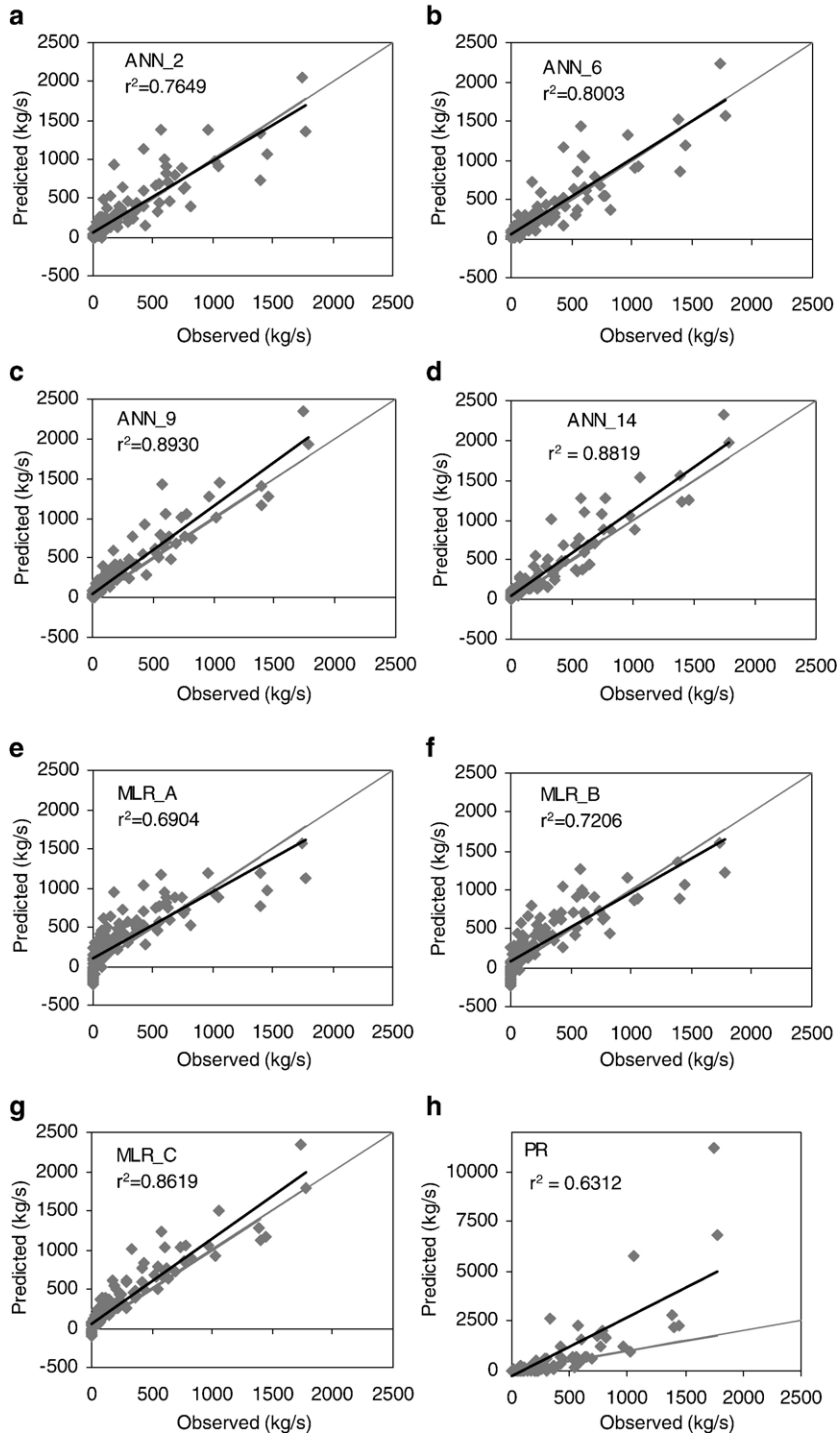 a
ANN_2
r²=0.7649
Predicted (kg/s)
2500
2000
1500
1000
500
0
-500
0 500 1000 1500 2000 2500
Observed (kg/s)
b
ANN_6
r²=0.8003
Predicted (kg/s)
2500
2000
1500
1000
500
0
-500
0 500 1000 1500 2000 2500
Observed (kg/s)
c
ANN_9
r²=0.8930
Predicted (kg/s)
2500
2000
1500
1000
500
0
-500
0 500 1000 1500 2000 2500
Observed (kg/s)
d
ANN_14
r² = 0.8819
Predicted (kg/s)
2500
2000
1500
1000
500
0
-500
0 500 1000 1500 2000 2500
Observed (kg/s)
e
MLR_A
r²=0.6904
Predicted (kg/s)
2500
2000
1500
1000
500
0
-500
0 500 1000 1500 2000 2500
Observed (kg/s)
f
MLR_B
r²=0.7206
Predicted (kg/s)
2500
2000
1500
1000
500
0
-500
0 500 1000 1500 2000 2500
Observed (kg/s)
g
MLR_C
r²=0.8619
Predicted (kg/s)
2500
2000
1500
1000
500
0
-500
0 500 1000 1500 2000 2500
Observed (kg/s)
h
PR
r² = 0.6312
Predicted (kg/s)
10000
7500
5000
2500
0
0 500 1000 1500 2000 2500
Observed (kg/s)